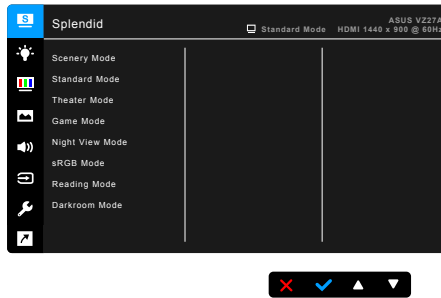 S
Splendid
ASUS VZ27A
Standard Mode HDMI 1440 x 900 @ 60Hz
Scenery Mode
Standard Mode
Theater Mode
Game Mode
Night View Mode
sRGB Mode
Reading Mode
Darkroom Mode